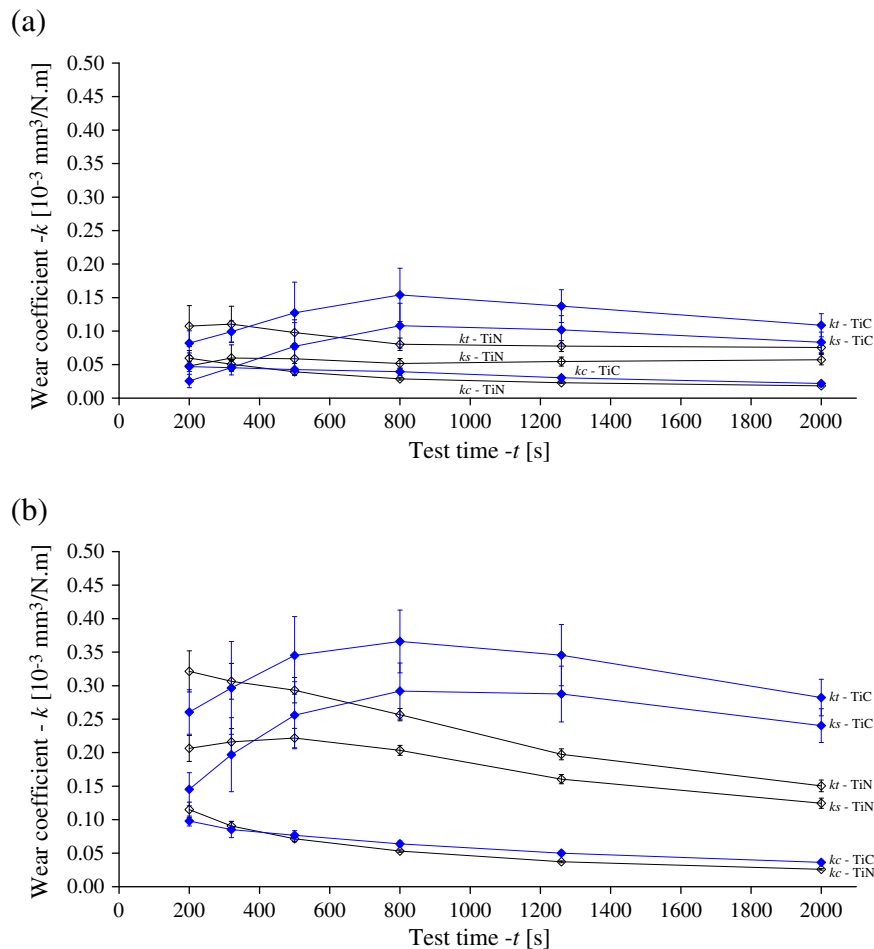 (a)
Wear coefficient -k [10⁻³ mm³/N.m]
0.50
0.45
0.40
0.35
0.30
0.25
0.20
0.15
0.10
0.05
0.00
kt - TiC
ks - TiC
kt - TiN
ks - TiN
kc - TiC
kc - TiN
0 200 400 600 800 1000 1200 1400 1600 1800 2000
Test time -t [s]
(b)
Wear coefficient - k [10⁻³ mm³/N.m]
0.50
0.45
0.40
0.35
0.30
0.25
0.20
0.15
0.10
0.05
0.00
kt - TiC
ks - TiC
kt - TiN
ks - TiN
kc - TiC
kc - TiN
0 200 400 600 800 1000 1200 1400 1600 1800 2000
Test time -t [s]